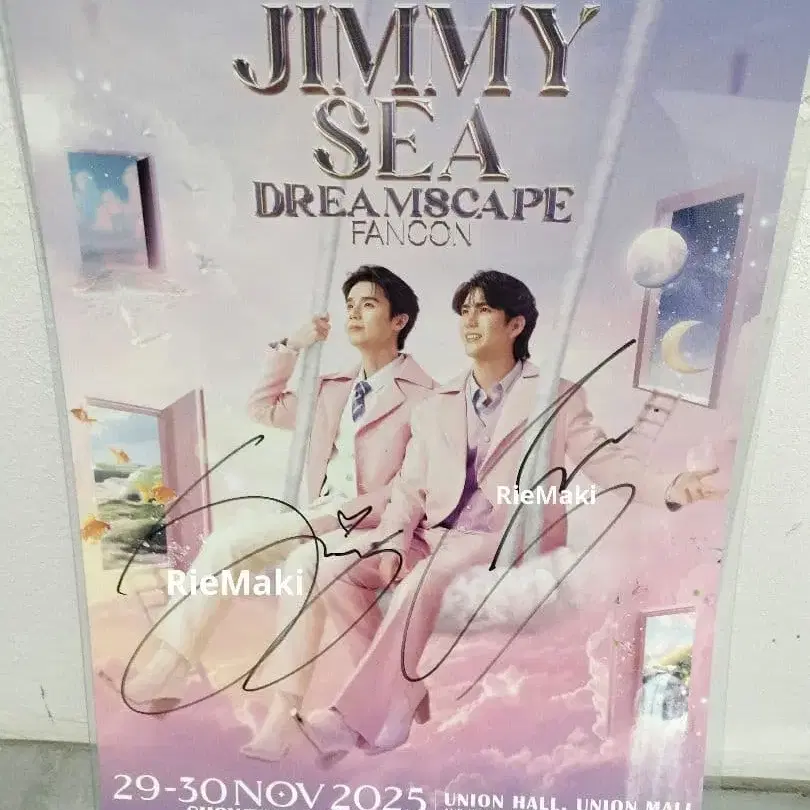 JIMMY
SEA
DREAMSCAPE
FANCON
RieMaki
RieMaki
29-30 NOV 2025
UNION HALL, UNION MALL